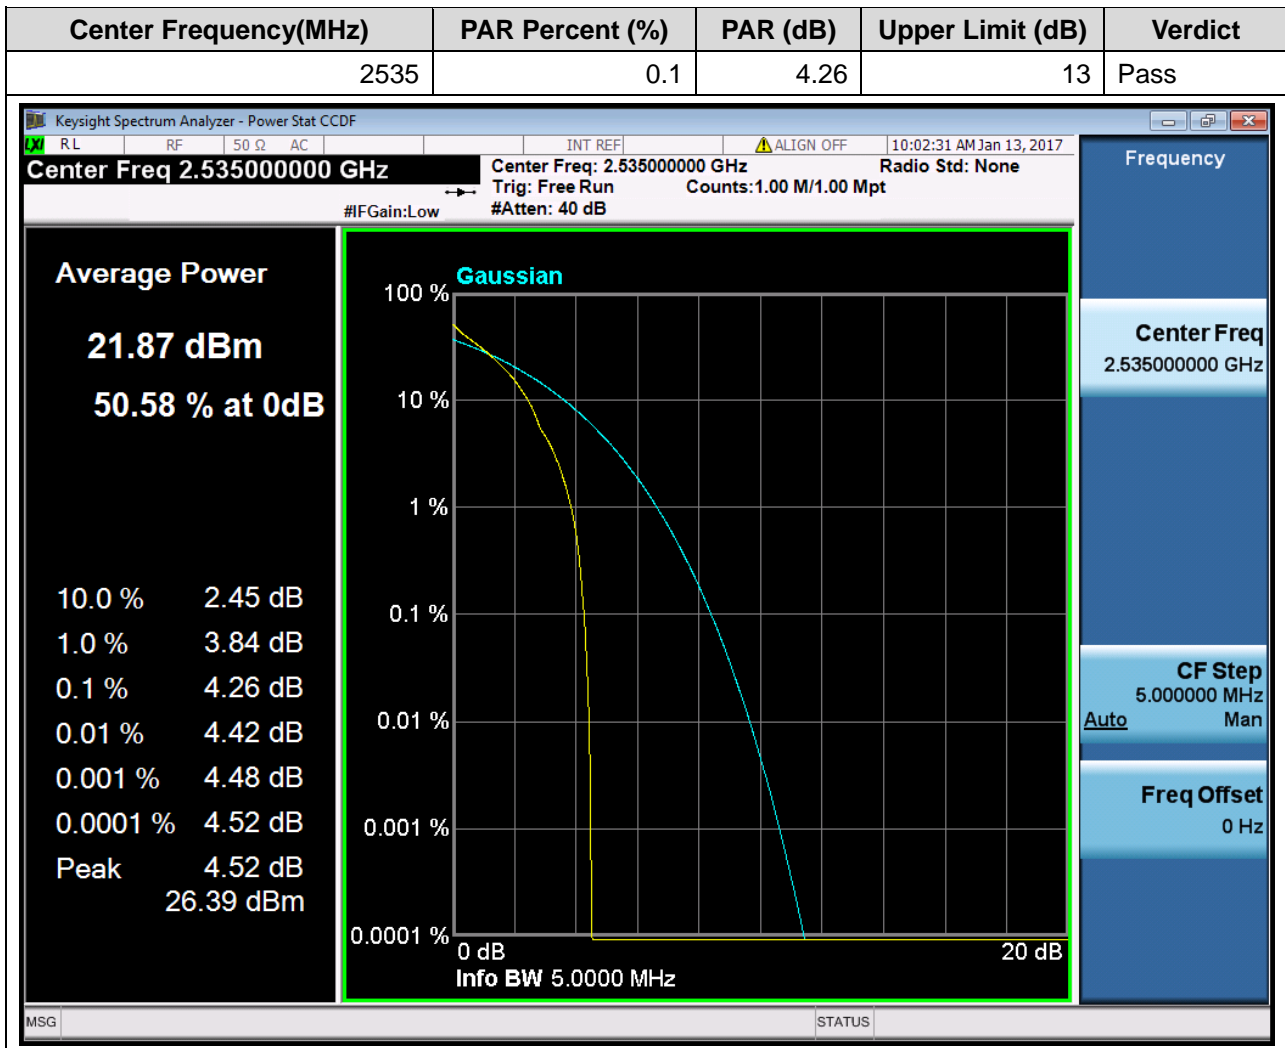 Center Frequency(MHz) PAR Percent (%) PAR (dB) Upper Limit (dB) Verdict
2535 0.1 4.26 13 Pass
Keysight Spectrum Analyzer - Power Stat CCDF
LXI RL RF 50 Ω AC INT REF ALIGN OFF 10:02:31 AM Jan 13, 2017
Center Freq 2.535000000 GHz
Center Freq: 2.535000000 GHz Radio Std: None
Trig: Free Run Counts:1.00 M/1.00 Mpt
#IFGain:Low #Atten: 40 dB
Average Power
21.87 dBm
50.58 % at 0dB
10.0 % 2.45 dB
1.0 % 3.84 dB
0.1 % 4.26 dB
0.01 % 4.42 dB
0.001 % 4.48 dB
0.0001 % 4.52 dB
Peak 4.52 dB
26.39 dBm
Gaussian
100 %
10 %
1 %
0.1 %
0.01 %
0.001 %
0.0001 %
0 dB 20 dB
Info BW 5.0000 MHz
Frequency
Center Freq
2.535000000 GHz
CF Step
5.000000 MHz
Auto Man
Freq Offset
0 Hz
MSG STATUS